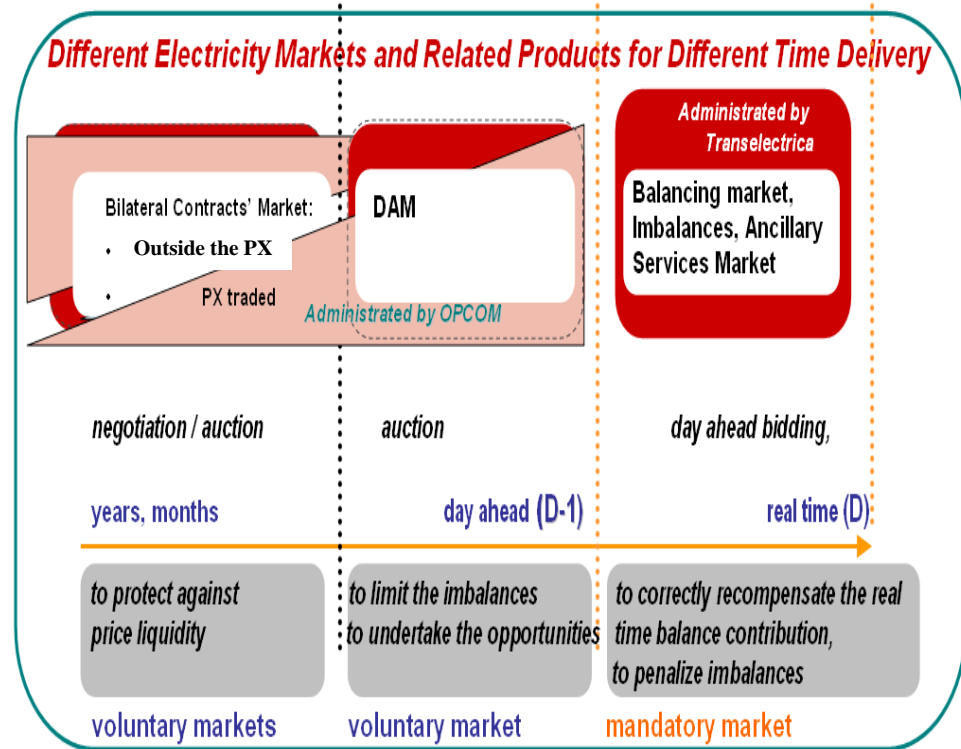 Different Electricity Markets and Related Products for Different Time Delivery
Bilateral Contracts' Market:
• Outside the PX
• PX traded
DAM
Administrated by OPCOM
Administrated by
Transelectrica
Balancing market,
Imbalances, Ancillary
Services Market
negotiation / auction
auction
day ahead bidding,
years, months
day ahead (D-1)
real time (D)
to protect against
price liquidity
to limit the imbalances
to undertake the opportunities
to correctly recompensate the real
time balance contribution,
to penalize imbalances
voluntary markets
voluntary market
mandatory market